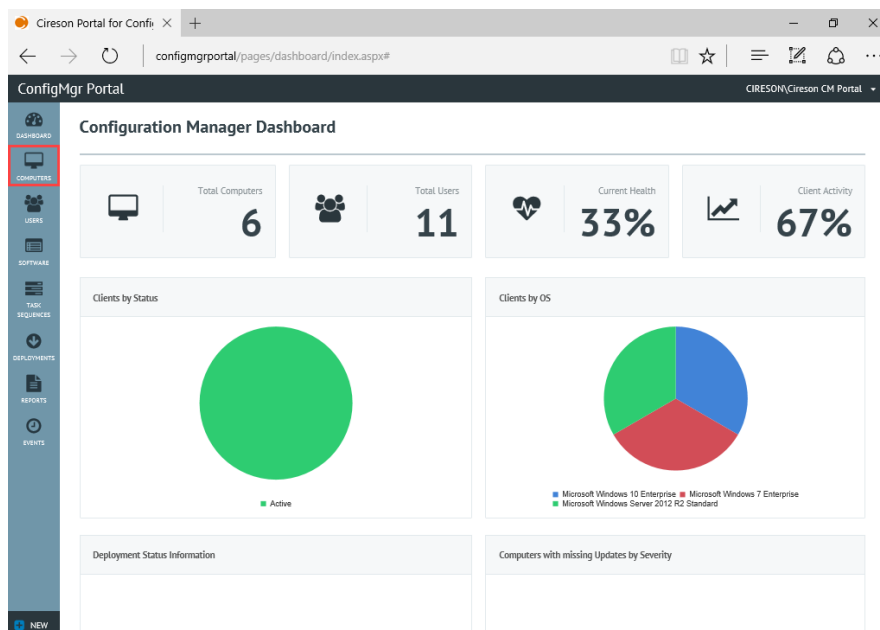 Cireson Portal for Config
configmgrportal/pages/dashboard/index.aspx#
ConfigMgr Portal
CIRESON\Cireson CM Portal
DASHBOARD
COMPUTERS
USERS
SOFTWARE
TASK
SEQUENCES
DEPLOYMENTS
REPORTS
EVENTS
NEW
Configuration Manager Dashboard
Total Computers
6
Total Users
11
Current Health
33%
Client Activity
67%
Clients by Status
Active
Clients by OS
Microsoft Windows 10 Enterprise Microsoft Windows 7 Enterprise
Microsoft Windows Server 2012 R2 Standard
Deployment Status Information
Computers with missing Updates by Severity